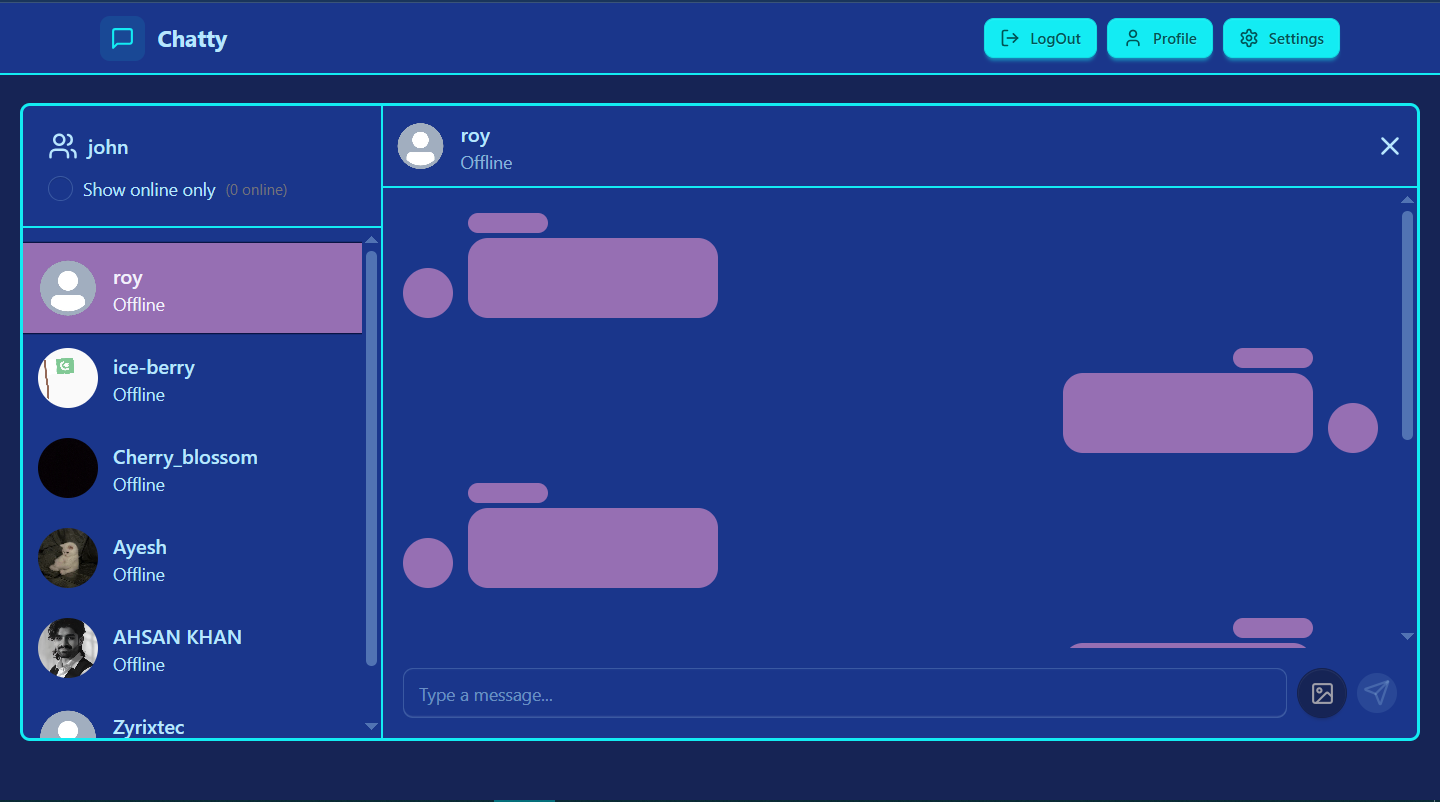 Chatty
LogOut
Profile
Settings
john
Show online only (0 online)
roy
Offline
ice-berry
Offline
Cherry_blossom
Offline
Ayesh
Offline
AHSAN KHAN
Offline
Zyrixtec
roy
Offline
Type a message...